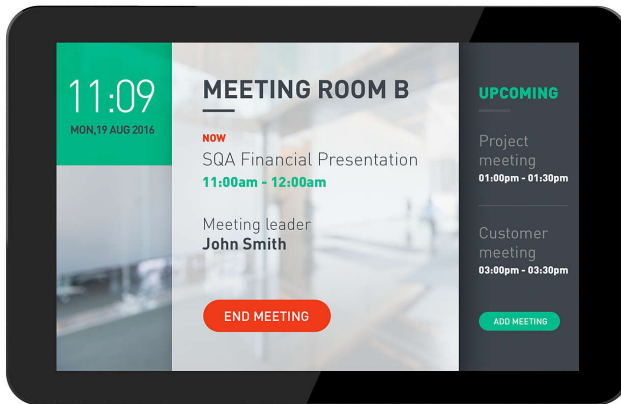 11:09
MON,19 AUG 2016
MEETING ROOM B
NOW
SQA Financial Presentation
11:00am - 12:00am
Meeting leader
John Smith
END MEETING
UPCOMING
Project
meeting
01:00pm - 01:30pm
Customer
meeting
03:00pm - 03:30pm
ADD MEETING